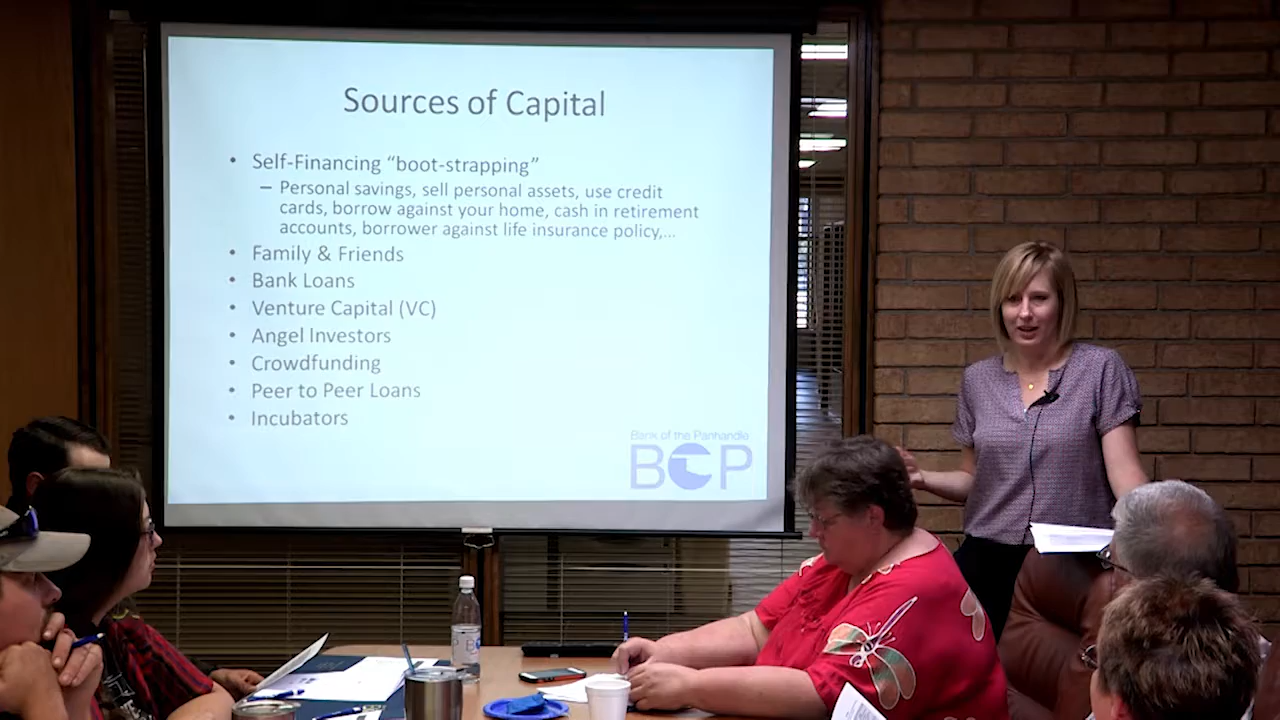 Sources of Capital
• Self-Financing “boot-strapping”
– Personal savings, sell personal assets, use credit
cards, borrow against your home, cash in retirement
accounts, borrower against life insurance policy,...
• Family & Friends
• Bank Loans
• Venture Capital (VC)
• Angel Investors
• Crowdfunding
• Peer to Peer Loans
• Incubators
Bank of the Panhandle
BOP